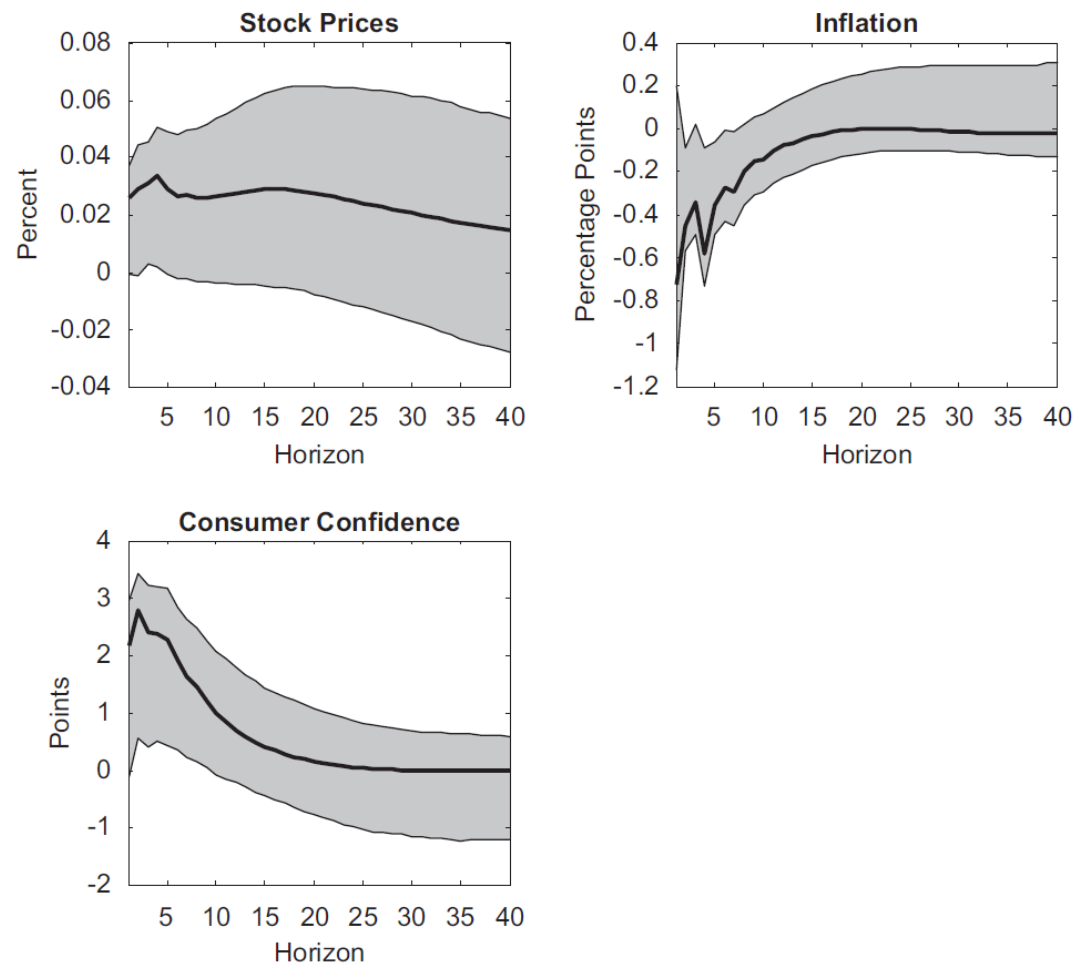 Stock Prices
0.08
0.06
0.04
0.02
0
-0.02
-0.04
Percent
5 10 15 20 25 30 35 40
Horizon
Inflation
0.4
0.2
0
-0.2
-0.4
-0.6
-0.8
-1
-1.2
Percentage Points
5 10 15 20 25 30 35 40
Horizon
Consumer Confidence
4
3
2
1
0
-1
-2
Points
5 10 15 20 25 30 35 40
Horizon